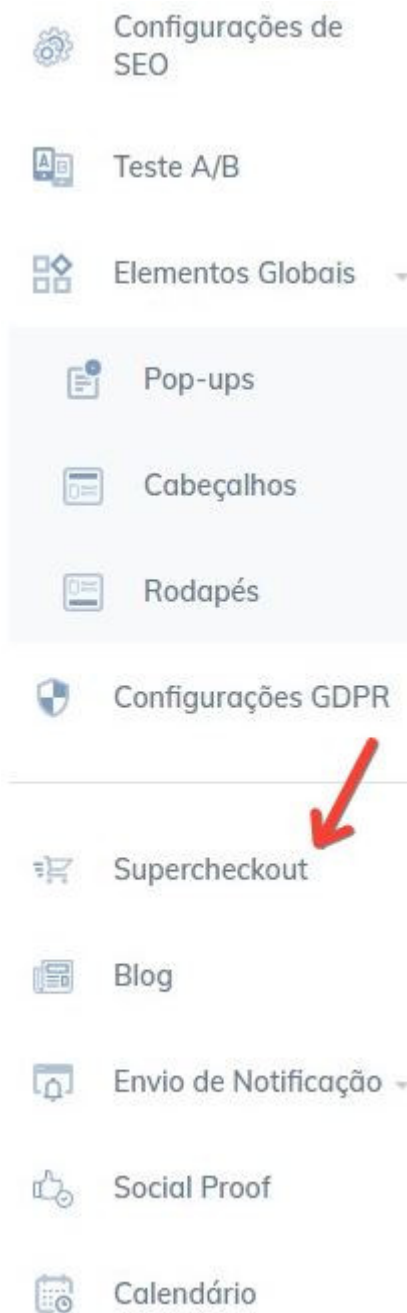 Configurações de
SEO
Teste A/B
Elementos Globais
Pop-ups
Cabeçalhos
Rodapés
Configurações GDPR
Supercheckout
Blog
Envio de Notificação
Social Proof
Calendário